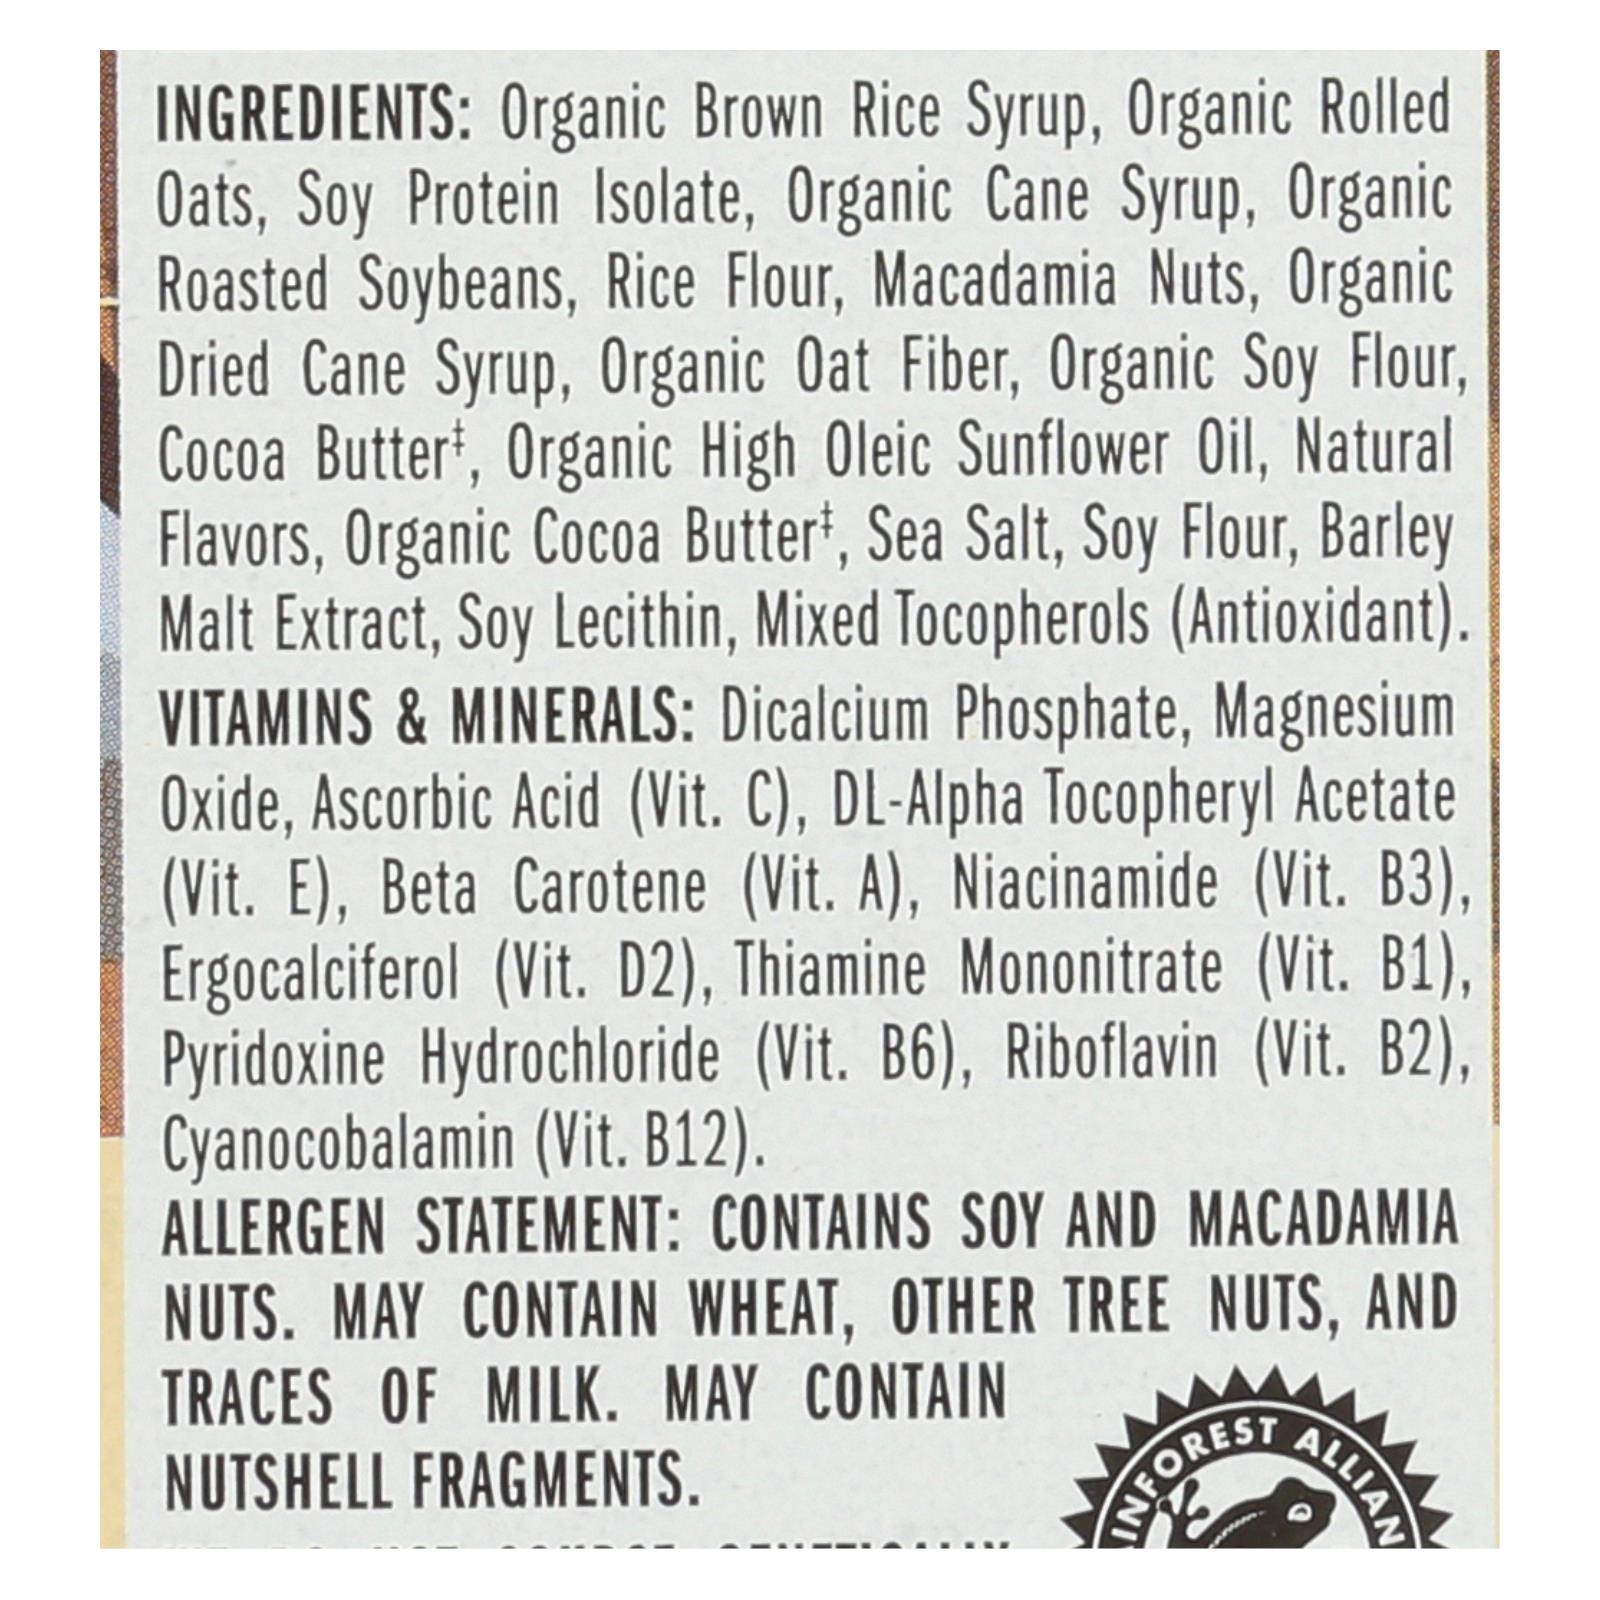 INGREDIENTS: Organic Brown Rice Syrup, Organic Rolled
Oats, Soy Protein Isolate, Organic Cane Syrup, Organic
Roasted Soybeans, Rice Flour, Macadamia Nuts, Organic
Dried Cane Syrup, Organic Oat Fiber, Organic Soy Flour,
Cocoa Butter‡, Organic High Oleic Sunflower Oil, Natural
Flavors, Organic Cocoa Butter‡, Sea Salt, Soy Flour, Barley
Malt Extract, Soy Lecithin, Mixed Tocopherols (Antioxidant).
VITAMINS & MINERALS: Dicalcium Phosphate, Magnesium
Oxide, Ascorbic Acid (Vit. C), DL-Alpha Tocopheryl Acetate
(Vit. E), Beta Carotene (Vit. A), Niacinamide (Vit. B3),
Ergocalciferol (Vit. D2), Thiamine Mononitrate (Vit. B1),
Pyridoxine Hydrochloride (Vit. B6), Riboflavin (Vit. B2),
Cyanocobalamin (Vit. B12).
ALLERGEN STATEMENT: CONTAINS SOY AND MACADAMIA
NUTS. MAY CONTAIN WHEAT, OTHER TREE NUTS, AND
TRACES OF MILK. MAY CONTAIN
NUTSHELL FRAGMENTS.
INFOREST ALLIAN